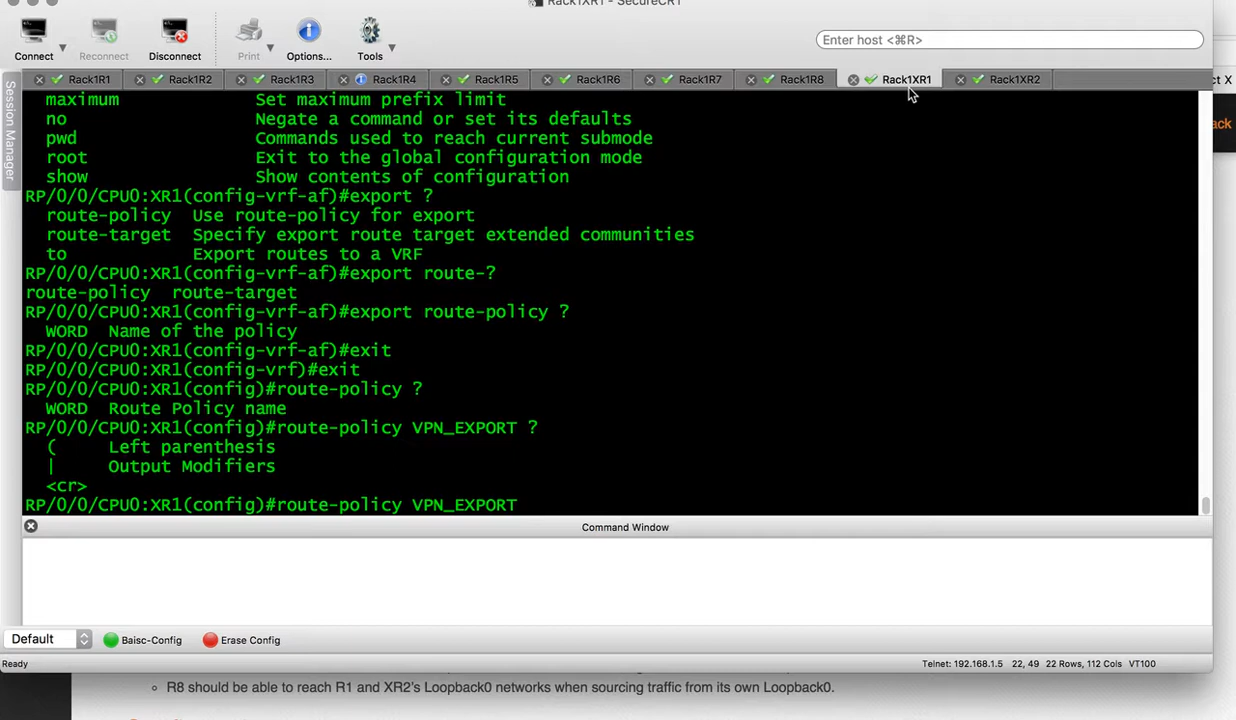 Rack1XR1 - SecureCRT
Connect
Reconnect
Disconnect
Print
Options...
Tools
Enter host <⌘R>
Rack1R1
Rack1R2
Rack1R3
Rack1R4
Rack1R5
Rack1R6
Rack1R7
Rack1R8
Rack1XR1
Rack1XR2
Session Manager
maximum Set maximum prefix limit
no Negate a command or set its defaults
pwd Commands used to reach current submode
root Exit to the global configuration mode
show Show contents of configuration
RP/0/0/CPU0:XR1(config-vrf-af)#export ?
route-policy Use route-policy for export
route-target Specify export route target extended communities
to Export routes to a VRF
RP/0/0/CPU0:XR1(config-vrf-af)#export route-?
route-policy route-target
RP/0/0/CPU0:XR1(config-vrf-af)#export route-policy ?
WORD Name of the policy
RP/0/0/CPU0:XR1(config-vrf-af)#exit
RP/0/0/CPU0:XR1(config-vrf)#exit
RP/0/0/CPU0:XR1(config)#route-policy ?
WORD Route Policy name
RP/0/0/CPU0:XR1(config)#route-policy VPN_EXPORT ?
( Left parenthesis
| Output Modifiers
<cr>
RP/0/0/CPU0:XR1(config)#route-policy VPN_EXPORT
Command Window
Default
Baisc-Config
Erase Config
Ready
Telnet: 192.168.1.5 22, 49 22 Rows, 112 Cols VT100
R8 should be able to reach R1 and XR2's Loopback0 networks when sourcing traffic from its own Loopback0.